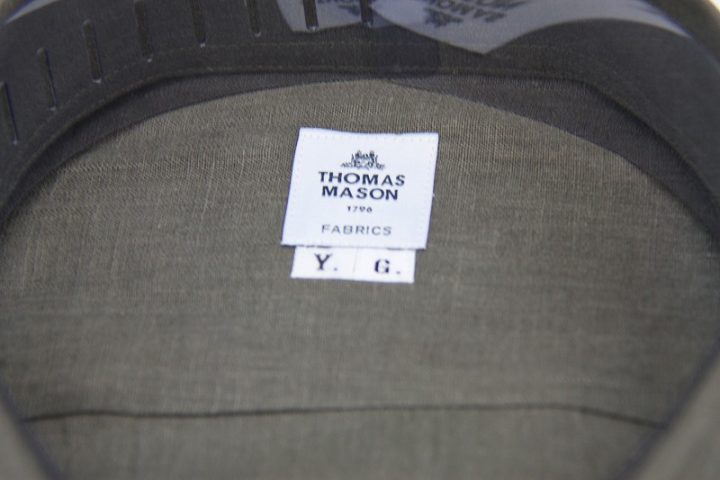 THOMAS
MASON
1796
FABRICS
Y. G.